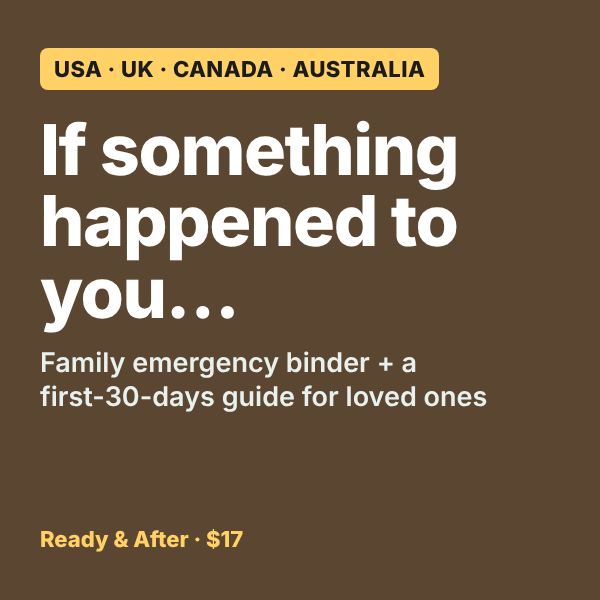 USA · UK · CANADA · AUSTRALIA
If something
happened to
you…
Family emergency binder + a
first-30-days guide for loved ones
Ready & After · $17